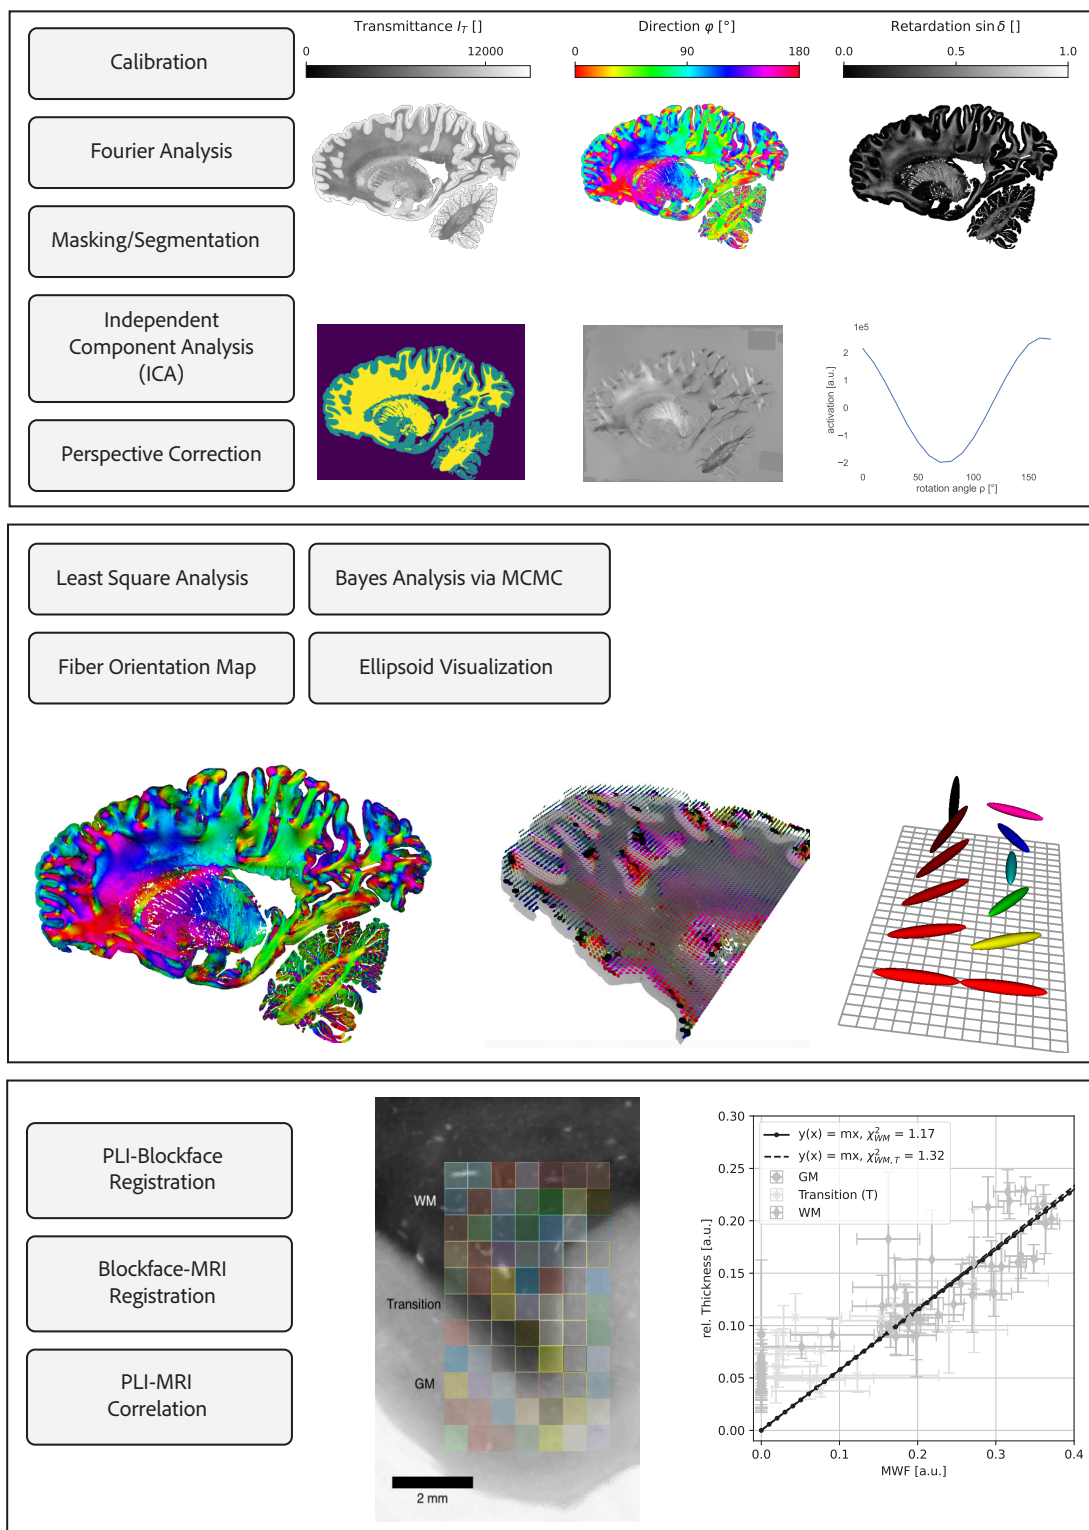 Calibration
Fourier Analysis
Masking/Segmentation
Independent
Component Analysis
(ICA)
Perspective Correction
Transmittance I_T []
0 12000
Direction φ [°]
0 90 180
Retardation sin δ []
0.0 0.5 1.0
1e5
2
1
0
−1
−2
activation [a.u.]
0 50 100 150
rotation angle ρ [°]
Least Square Analysis
Bayes Analysis via MCMC
Fiber Orientation Map
Ellipsoid Visualization
PLI-Blockface
Registration
Blockface-MRI
Registration
PLI-MRI
Correlation
WM
Transition
GM
2 mm
y(x) = mx, χ²_WM = 1.17
y(x) = mx, χ²_WM,T = 1.32
GM
Transition (T)
WM
0.30
0.25
0.20
0.15
0.10
0.05
0.00
rel. Thickness [a.u.]
0.0 0.1 0.2 0.3 0.4
MWF [a.u.]